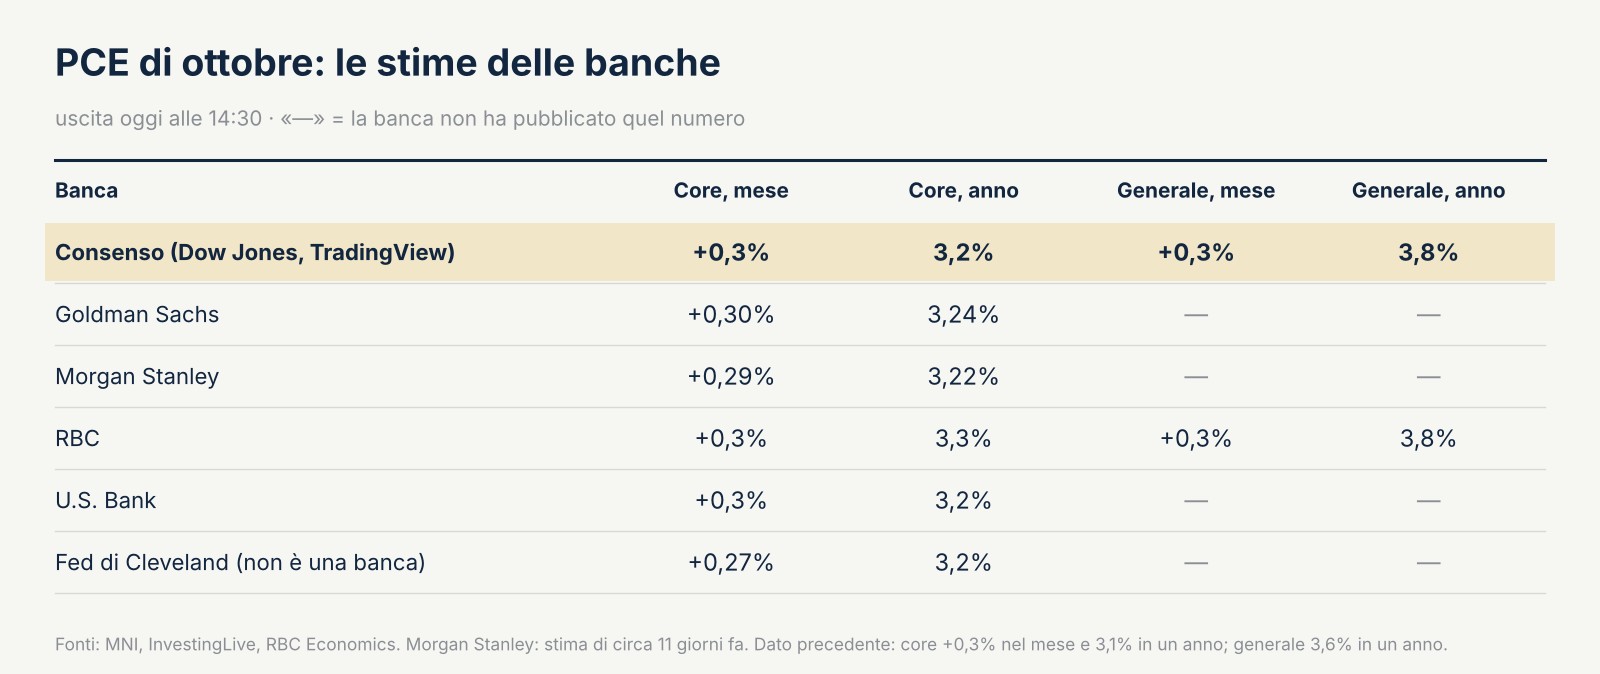 PCE di ottobre: le stime delle banche
uscita oggi alle 14:30 · «—» = la banca non ha pubblicato quel numero
Banca Core, mese Core, anno Generale, mese Generale, anno
Consenso (Dow Jones, TradingView) +0,3% 3,2% +0,3% 3,8%
Goldman Sachs +0,30% 3,24% — —
Morgan Stanley +0,29% 3,22% — —
RBC +0,3% 3,3% +0,3% 3,8%
U.S. Bank +0,3% 3,2% — —
Fed di Cleveland (non è una banca) +0,27% 3,2% — —
Fonti: MNI, InvestingLive, RBC Economics. Morgan Stanley: stima di circa 11 giorni fa. Dato precedente: core +0,3% nel mese e 3,1% in un anno; generale 3,6% in un anno.